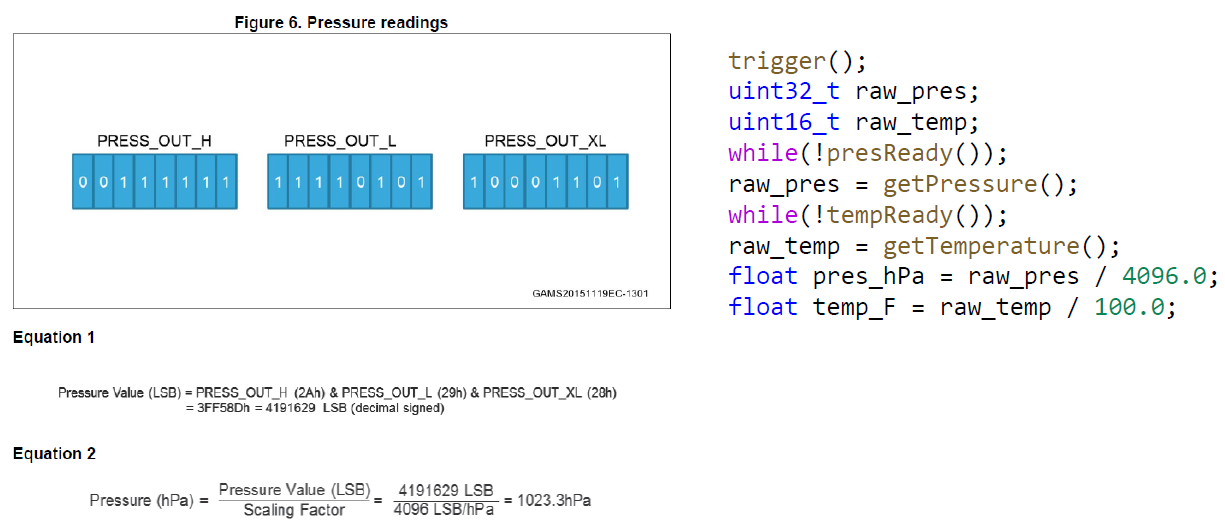 Figure 6. Pressure readings
PRESS_OUT_H PRESS_OUT_L PRESS_OUT_XL
0 0 1 1 1 1 1 1 1 1 1 1 0 1 0 1 1 0 0 0 1 1 0 1
GAMS20151119EC-1301
Equation 1
Pressure Value (LSB) = PRESS_OUT_H (2Ah) & PRESS_OUT_L (29h) & PRESS_OUT_XL (28h)
= 3FF58Dh = 4191629 LSB (decimal signed)
Equation 2
Pressure (hPa) = Pressure Value (LSB) / Scaling Factor = 4191629 LSB / 4096 LSB/hPa = 1023.3hPa
trigger();
uint32_t raw_pres;
uint16_t raw_temp;
while(!presReady());
raw_pres = getPressure();
while(!tempReady());
raw_temp = getTemperature();
float pres_hPa = raw_pres / 4096.0;
float temp_F = raw_temp / 100.0;